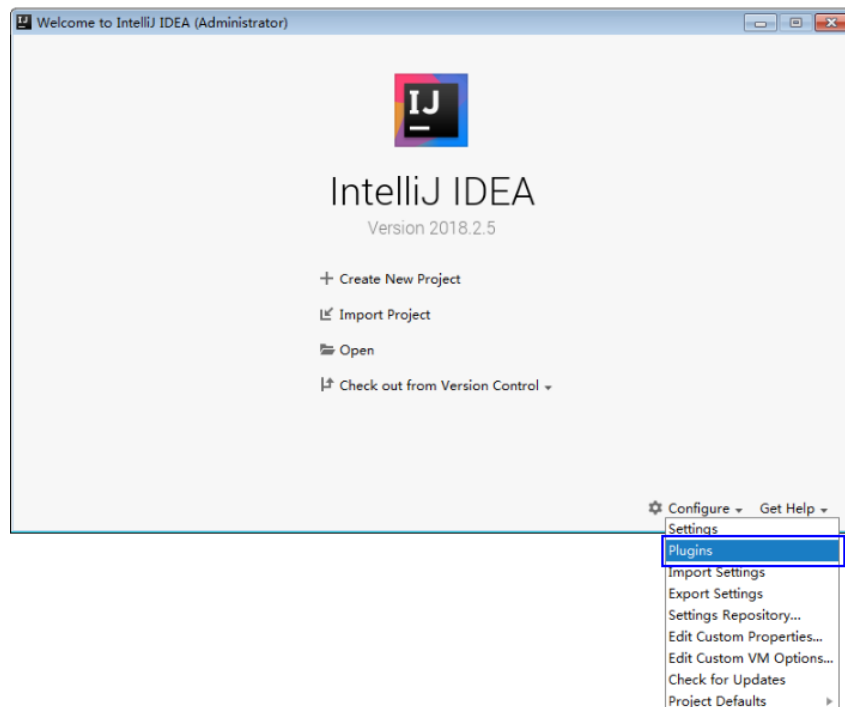 Welcome to IntelliJ IDEA (Administrator)
IJ
IntelliJ IDEA
Version 2018.2.5
Create New Project
Import Project
Open
Check out from Version Control
Configure Get Help
Settings
Plugins
Import Settings
Export Settings
Settings Repository...
Edit Custom Properties...
Edit Custom VM Options...
Check for Updates
Project Defaults